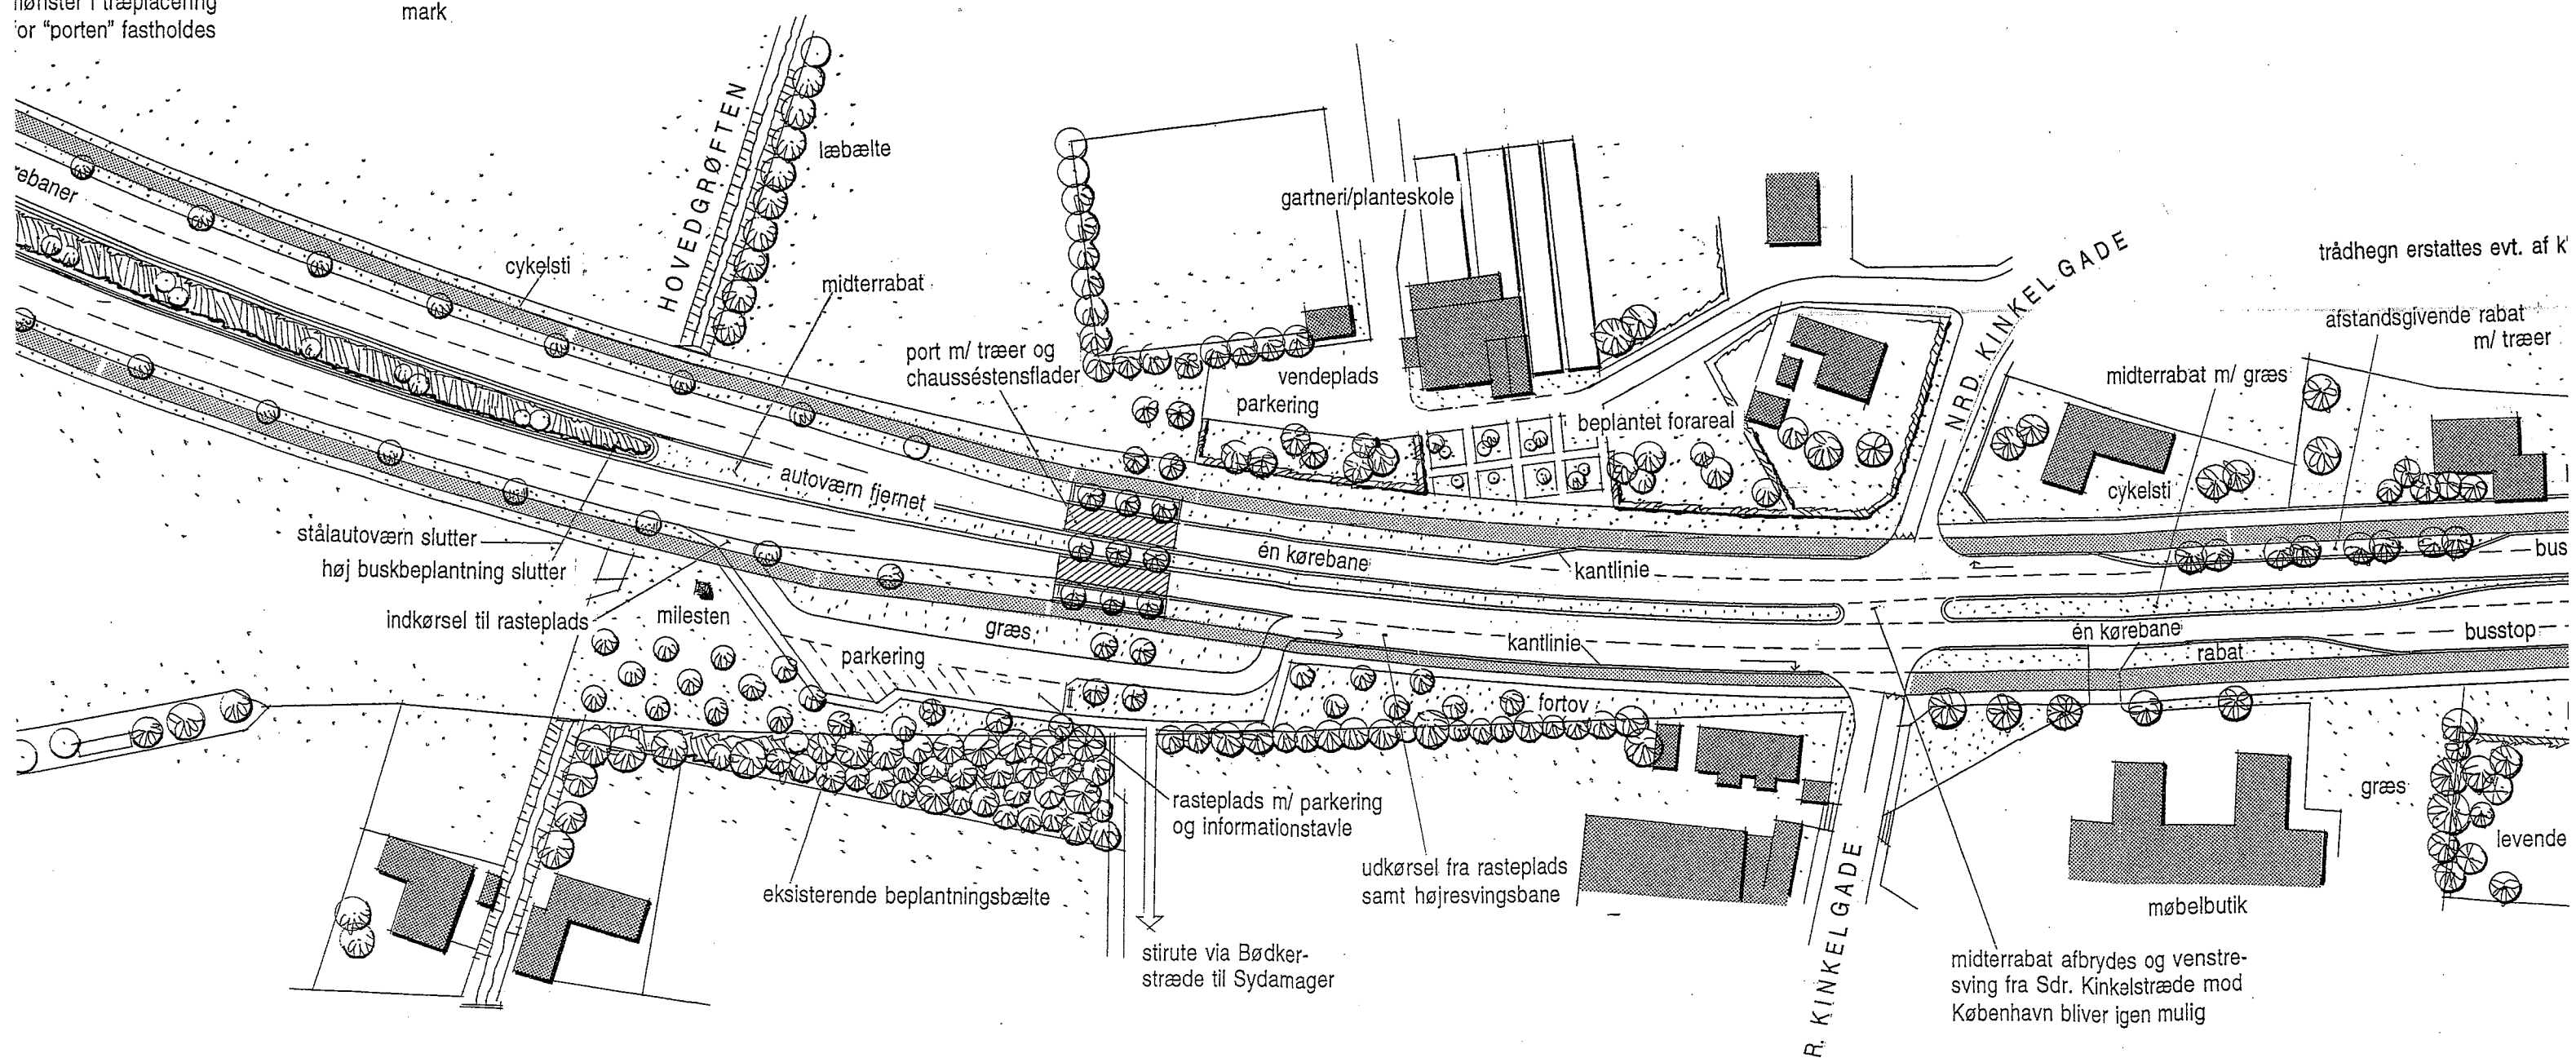 i træplacering
"porten" fastholdes
mark
HOVEDGRØFTEN
læbælte
cykelsti
midterrabat
port m/ træer og
chausséstensflader
gartneri/planteskole
vendeplads
parkering
beplantet forareal
NRD KINKELGADE
trådhegn erstattes evt. af
afstandsgivende rabat
m/ træer
midterrabat m/ græs
cykelsti
autoværn fjernet
stålautoværn slutter
høj buskbeplantning slutter
indkørsel til rasteplads
milesten
græs
parkering
én kørebane
kantlinie
bus
kantlinie
én kørebane
busstop
rabat
fortov
rasteplads m/ parkering
og informationstavle
udkørsel fra rasteplads
samt højresvingsbane
eksisterende beplantningsbælte
stirute via Bødker-
stræde til Sydamager
R. KINKELGADE
græs
levende
møbelbutik
midterrabat afbrydes og venstre-
sving fra Sdr. Kinkelstræde mod
København bliver igen mulig